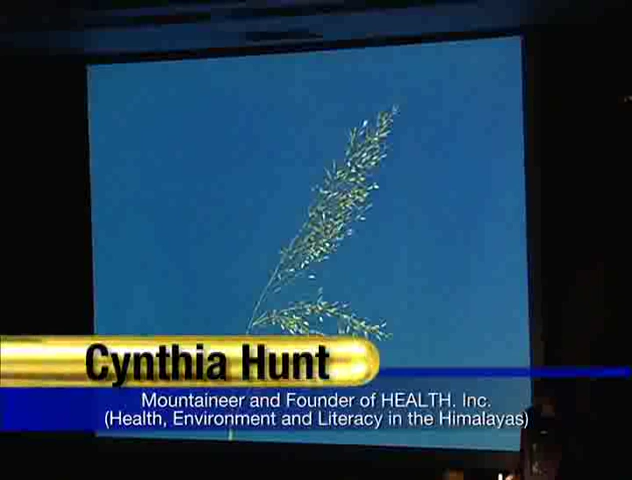 Cynthia Hunt
Mountaineer and Founder of HEALTH. Inc.
(Health, Environment and Literacy in the Himalayas)